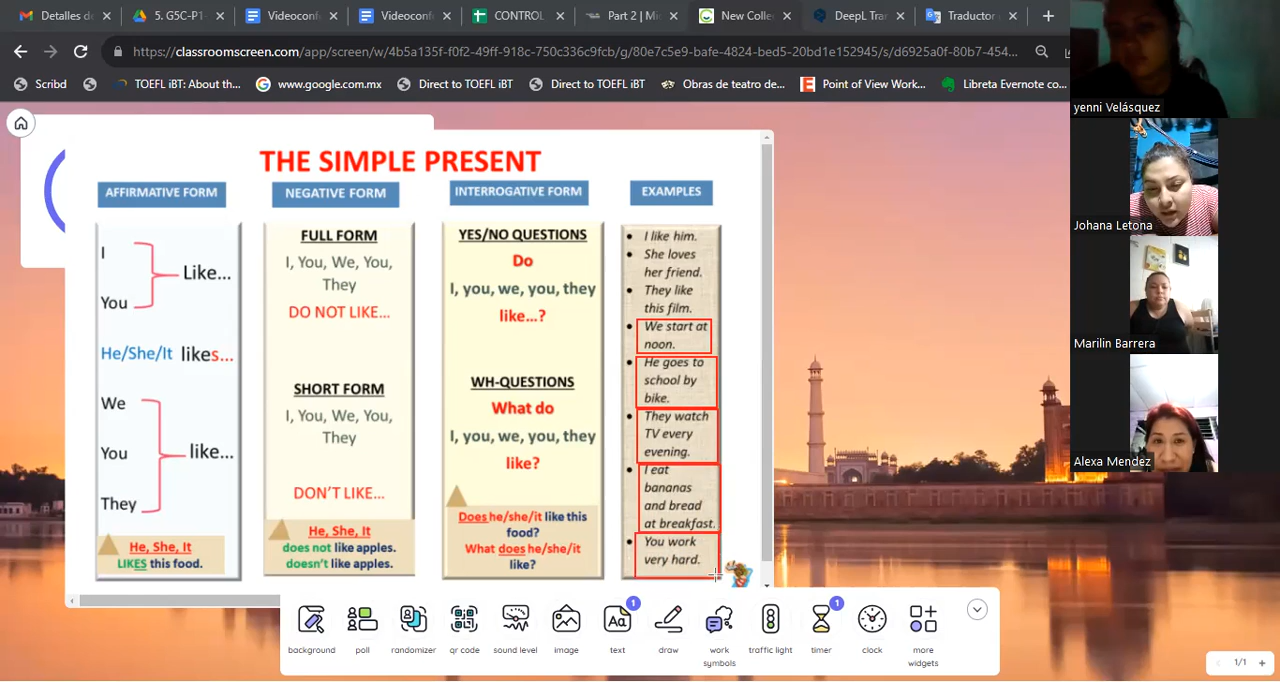 Detalles d
5. G5C-P1-
Videoconf
Videoconf
CONTROL
Part 2 | Mi
New Colle
DeepL Tra
Traductor
https://classroomscreen.com/app/screen/w/4b5a135f-f0f2-49ff-918c-750c336c9fcb/g/80e7c5e9-bafe-4824-bed5-20bd1e152945/s/d6925a0f-80b7-454...
Scribd
TOEFL iBT: About th...
www.google.com.mx
Direct to TOEFL iBT
Direct to TOEFL iBT
Obras de teatro de...
Point of View Work...
Libreta Evernote co...
THE SIMPLE PRESENT
AFFIRMATIVE FORM
I
You
Like...
He/She/It likes...
We
You
They
like...
He, She, It
LIKES this food.
NEGATIVE FORM
FULL FORM
I, You, We, You,
They
DO NOT LIKE...
SHORT FORM
I, You, We, You,
They
DON'T LIKE...
He, She, It
does not like apples.
doesn't like apples.
INTERROGATIVE FORM
YES/NO QUESTIONS
Do
I, you, we, you, they
like...?
WH-QUESTIONS
What do
I, you, we, you, they
like?
Does he/she/it like this
food?
What does he/she/it
like?
EXAMPLES
I like him.
She loves
her friend.
They like
this film.
We start at
noon.
He goes to
school by
bike.
They watch
TV every
evening.
I eat
bananas
and bread
at breakfast.
You work
very hard.
background
poll
randomizer
qr code
sound level
image
1
text
draw
work
symbols
traffic light
1
timer
clock
more
widgets
1/1
yenni Velásquez
Johana Letona
Marilin Barrera
Alexa Mendez